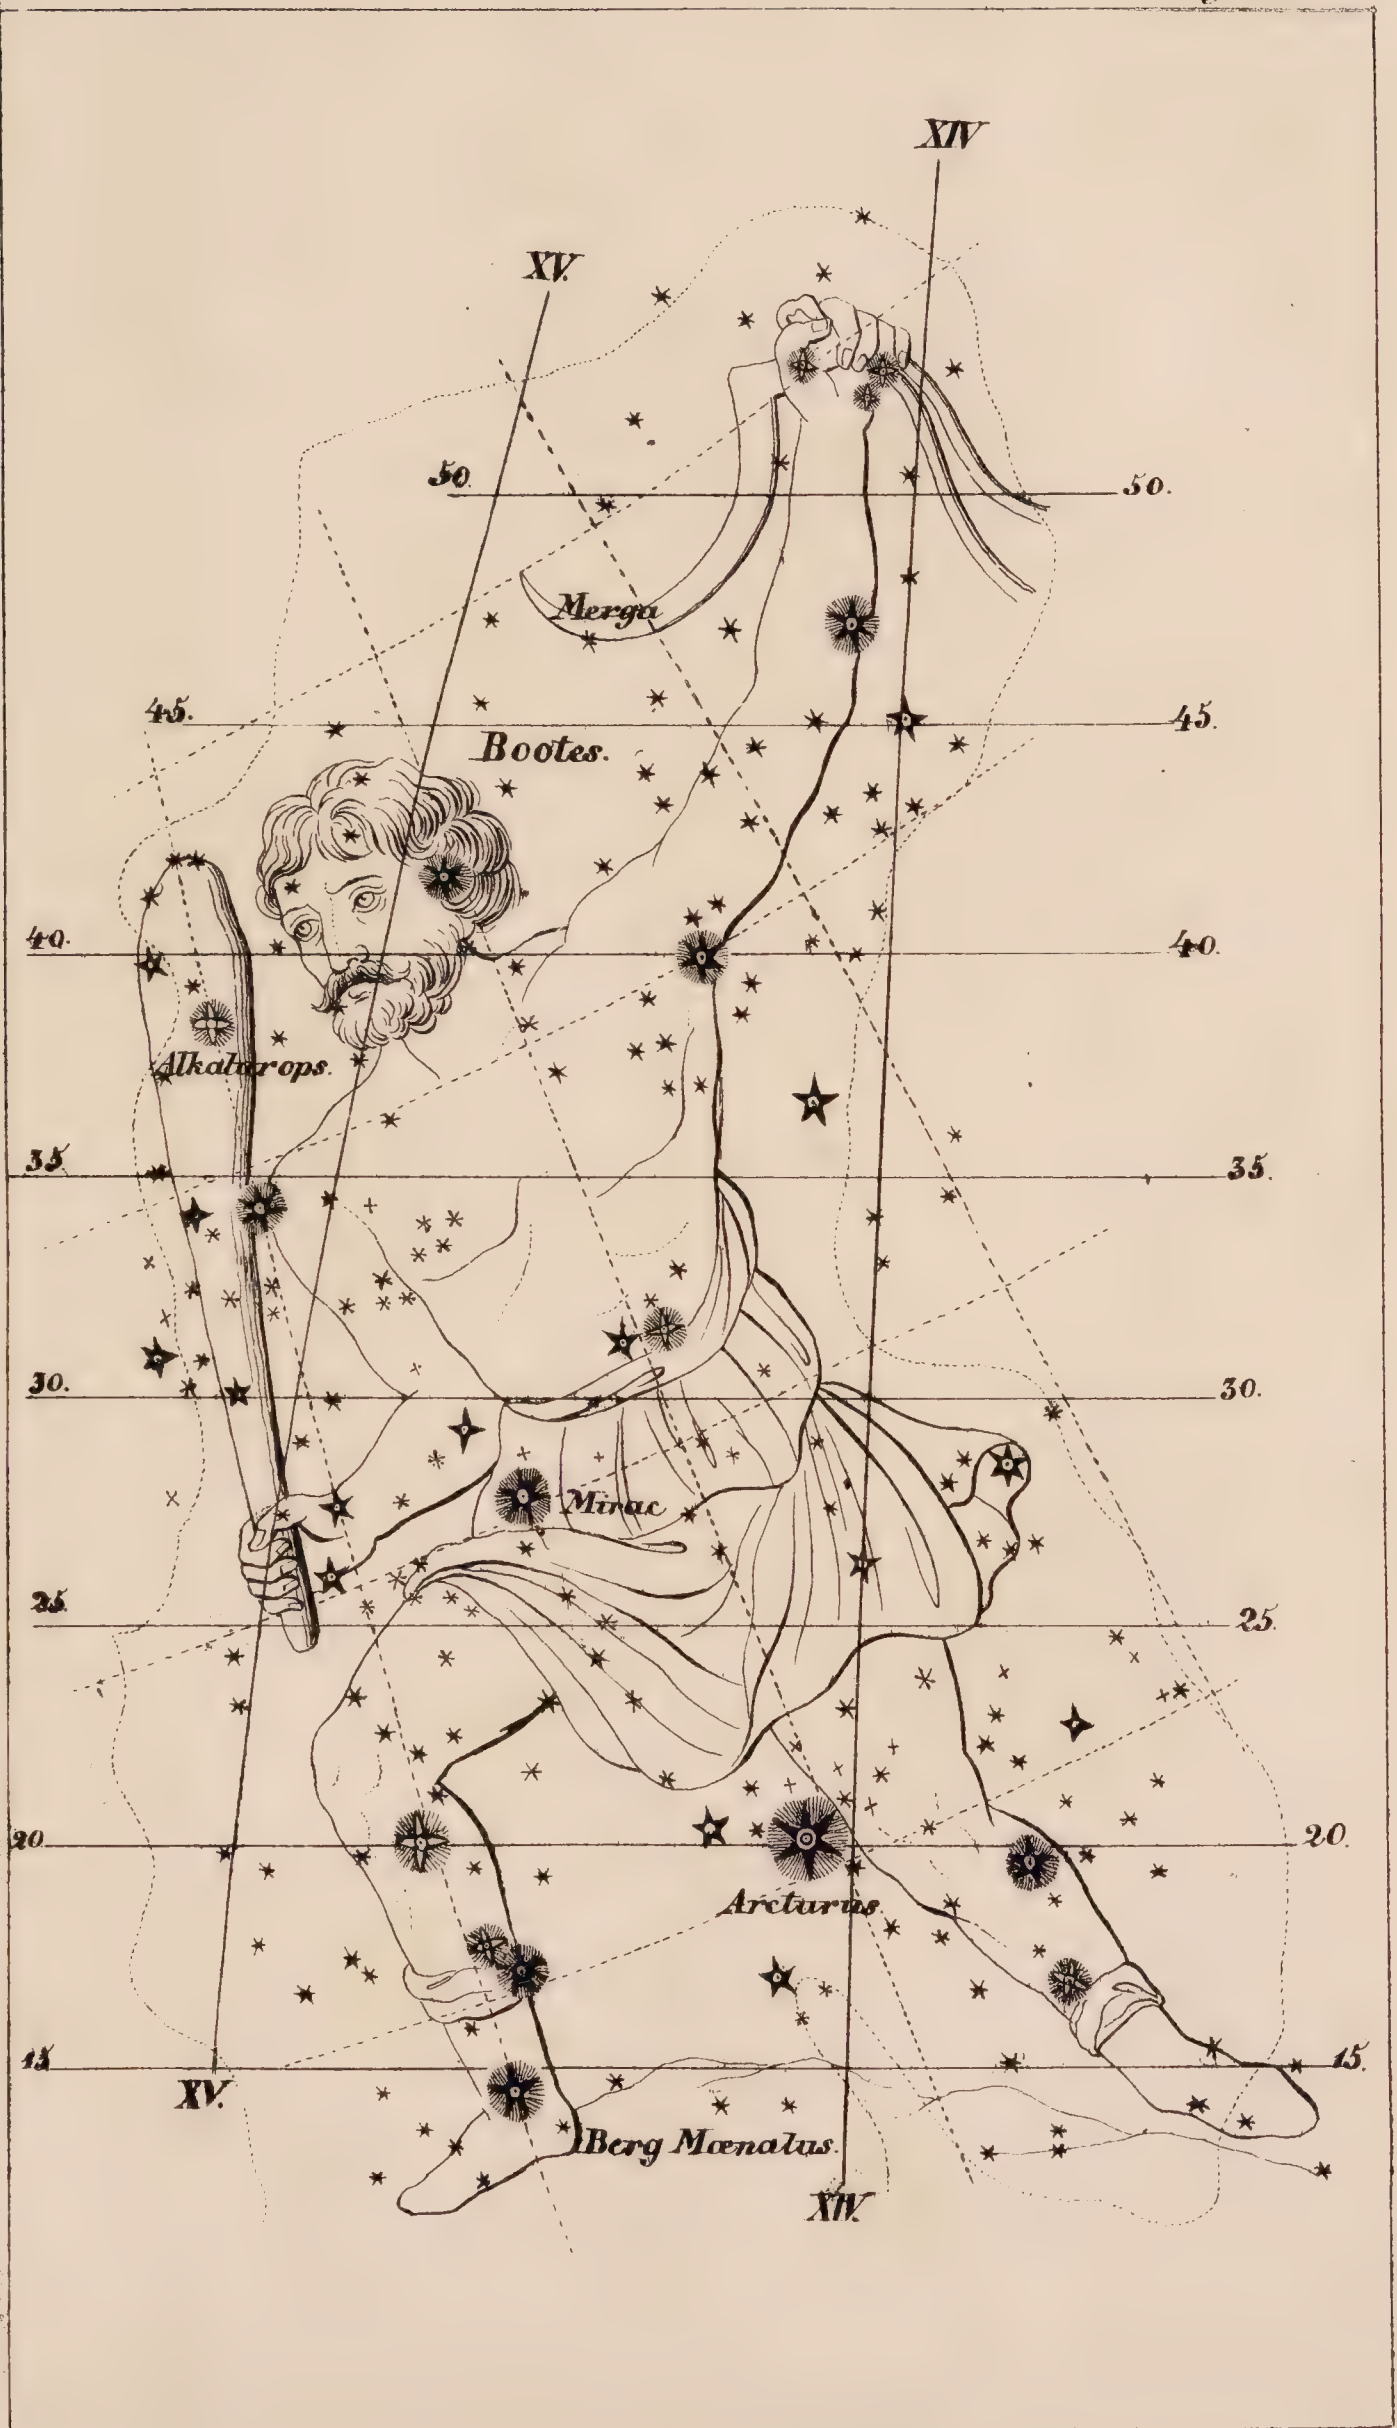 XIV
XV.
50. 50.
Merga
45. 45.
Bootes.
40. 40.
Alkalurops.
35. 35.
30. 30.
Mirac
25. 25.
20. 20.
Arcturus.
15. 15.
XV.
Berg Mœnalus.
XIV.